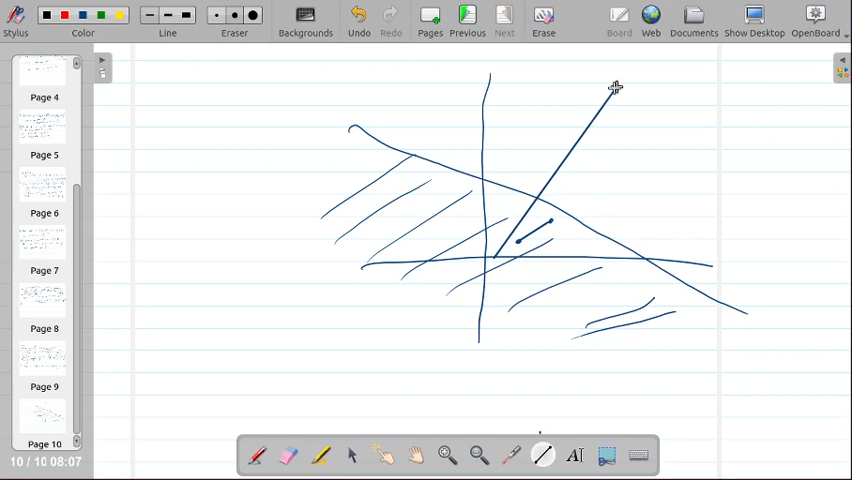 Stylus Color Line Eraser Backgrounds Undo Redo Pages Previous Next Erase Board Web Documents Show Desktop OpenBoard
Page 4
Page 5
Page 6
Page 7
Page 8
Page 9
Page 10
10 / 10 08:07
AI